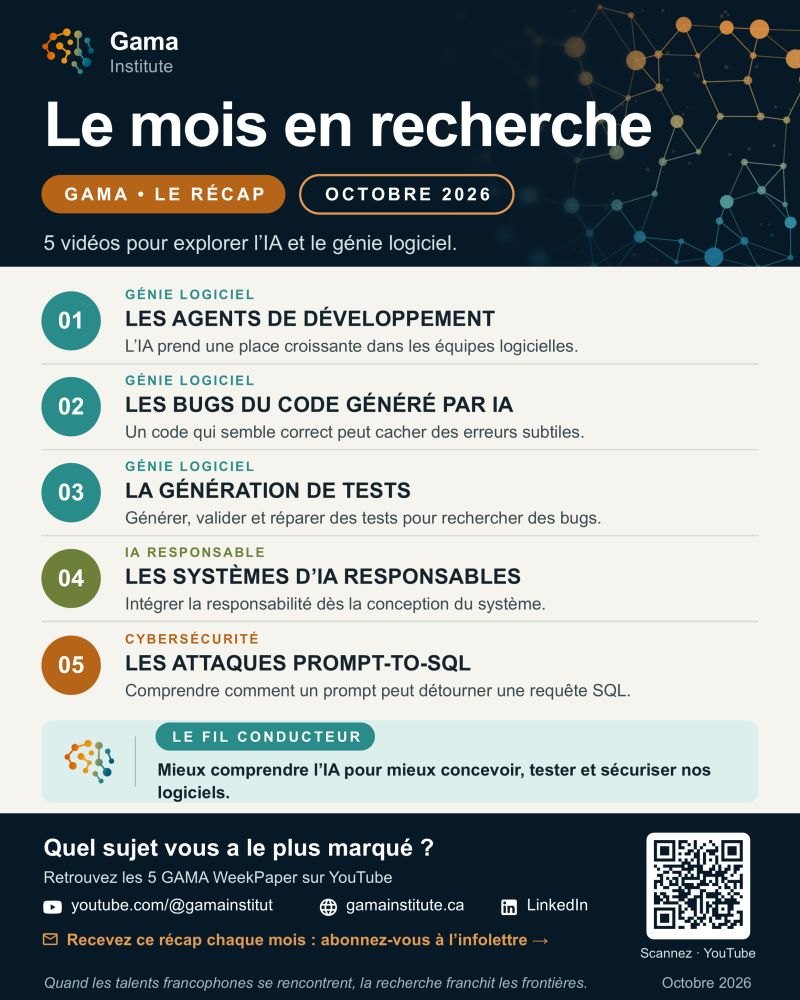 Gama
Institute
Le mois en recherche
GAMA • LE RÉCAP
OCTOBRE 2026
5 vidéos pour explorer l’IA et le génie logiciel.
01
GÉNIE LOGICIEL
LES AGENTS DE DÉVELOPPEMENT
L’IA prend une place croissante dans les équipes logicielles.
02
GÉNIE LOGICIEL
LES BUGS DU CODE GÉNÉRÉ PAR IA
Un code qui semble correct peut cacher des erreurs subtiles.
03
GÉNIE LOGICIEL
LA GÉNÉRATION DE TESTS
Générer, valider et réparer des tests pour rechercher des bugs.
04
IA RESPONSABLE
LES SYSTÈMES D’IA RESPONSABLES
Intégrer la responsabilité dès la conception du système.
05
CYBERSÉCURITÉ
LES ATTAQUES PROMPT-TO-SQL
Comprendre comment un prompt peut détourner une requête SQL.
LE FIL CONDUCTEUR
Mieux comprendre l’IA pour mieux concevoir, tester et sécuriser nos
logiciels.
Quel sujet vous a le plus marqué ?
Retrouvez les 5 GAMA WeekPaper sur YouTube
youtube.com/@gamainstitut
gamainstitute.ca
LinkedIn
Recevez ce récap chaque mois : abonnez-vous à l’infolettre →
Scannez · YouTube
Quand les talents francophones se rencontrent, la recherche franchit les frontières.
Octobre 2026